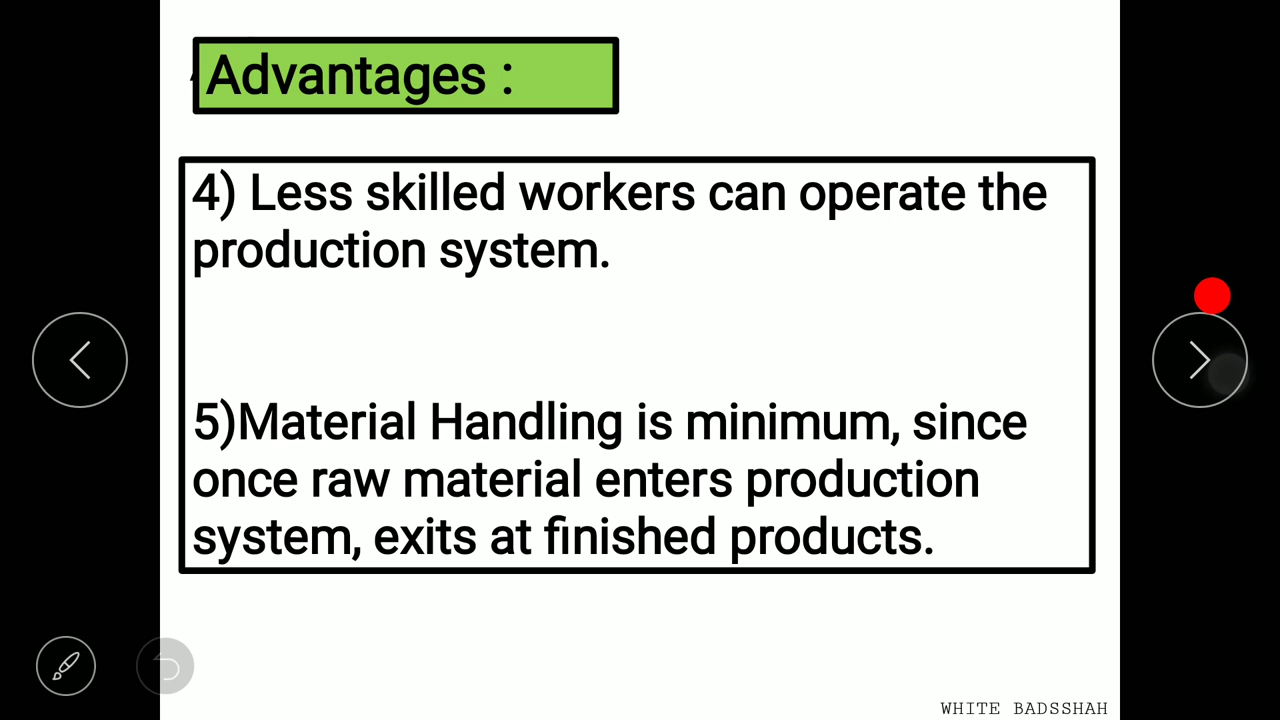 Advantages :
4) Less skilled workers can operate the
production system.
5)Material Handling is minimum, since
once raw material enters production
system, exits at finished products.
WHITE BADSSHAH